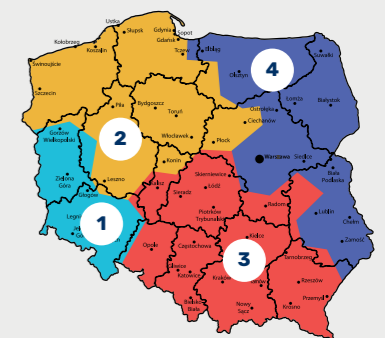 Ustka
Słupsk
Gdynia
Sopot
Gdańsk
Kołobrzeg
Koszalin
Tczew
Elbląg
Suwałki
Świnoujście
4
Olsztyn
Szczecin
Łomża
Piła
Bydgoszcz
Białystok
Toruń
Ostrołęka
Ciechanów
Gorzów
Wielkopolski
2
Włocławek
Płock
Konin
Warszawa
Siedlce
Biała
Podlaska
Zielona
Góra
Leszno
Skierniewice
Kalisz
Łódź
Głogów
Sieradz
Radom
1
Piotrków
Trybunalski
Lublin
Chełm
Opole
Częstochowa
Kielce
Zamość
3
Tarnobrzeg
Gliwice
Katowice
Kraków
Rzeszów
Bielsko
Biała
Nowy
Sącz
Krosno
Przemyśl